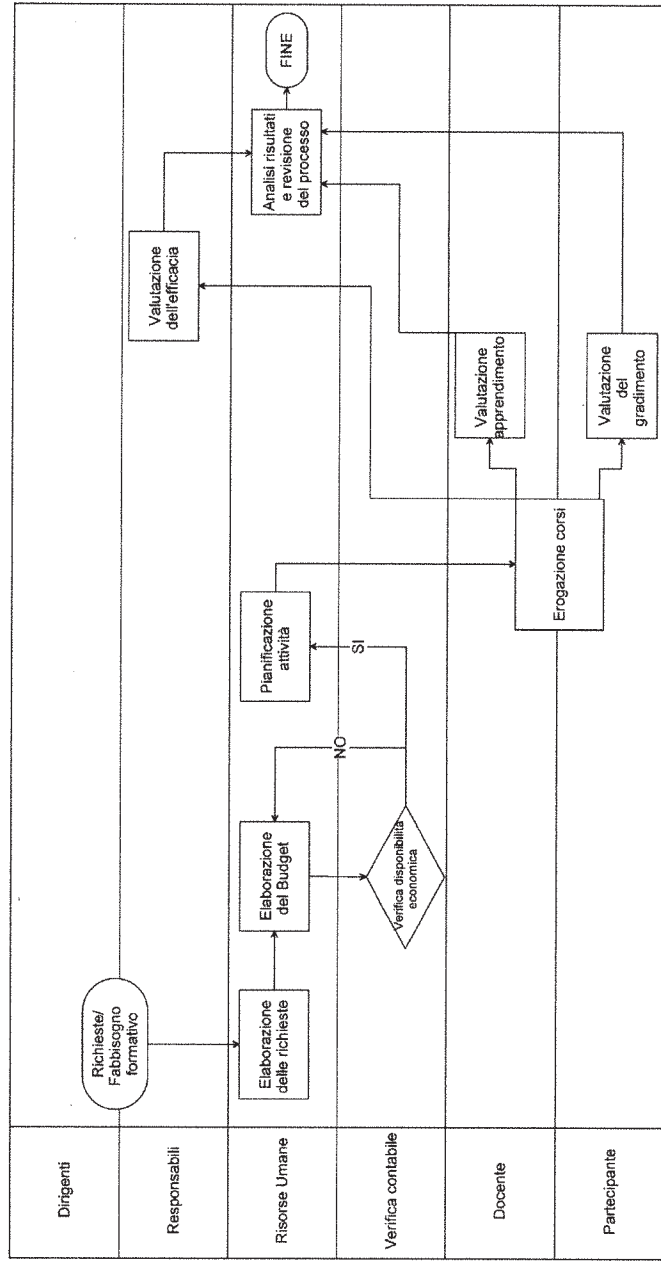 Dirigenti
Responsabili
Risorse Umane
Verifica contabile
Docente
Partecipante
Richieste/
Fabbisogno
formativo
Elaborazione
delle richieste
Elaborazione
del Budget
Verifica disponibilità
economica
NO
SI
Pianificazione
attività
Erogazione corsi
Valutazione
apprendimento
Valutazione
del
gradimento
Valutazione
dell'efficacia
Analisi risultati
e revisione
del processo
FINE